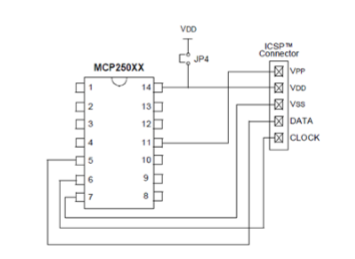 VDD
JP4
ICSP™
Connector
MCP250XX
VPP
VDD
VSS
DATA
CLOCK
1 14
2 13
3 12
4 11
5 10
6 9
7 8